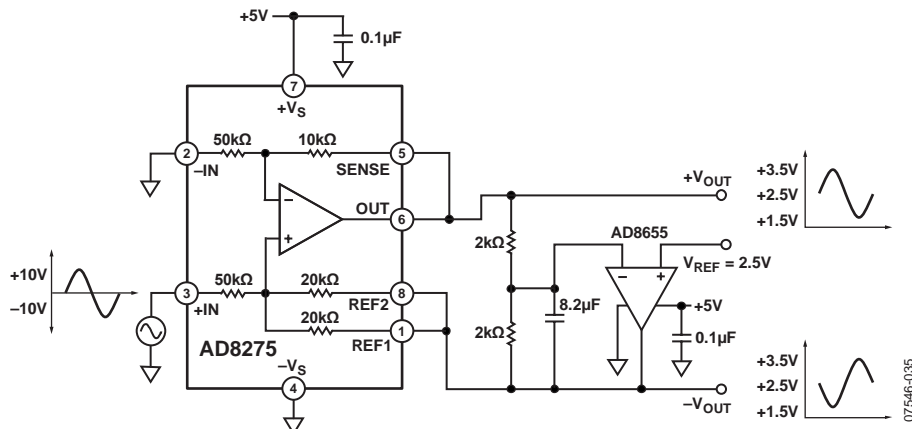 +5V
0.1µF
7
+VS
50kΩ
10kΩ
2
–IN
5
SENSE
–
+
OUT
6
+10V
–10V
3
+IN
50kΩ
20kΩ
REF2
8
20kΩ
REF1
1
AD8275
–VS
4
2kΩ
2kΩ
8.2µF
+VOUT
AD8655
–
+
VREF = 2.5V
+5V
0.1µF
–VOUT
+3.5V
+2.5V
+1.5V
+3.5V
+2.5V
+1.5V
07546-035